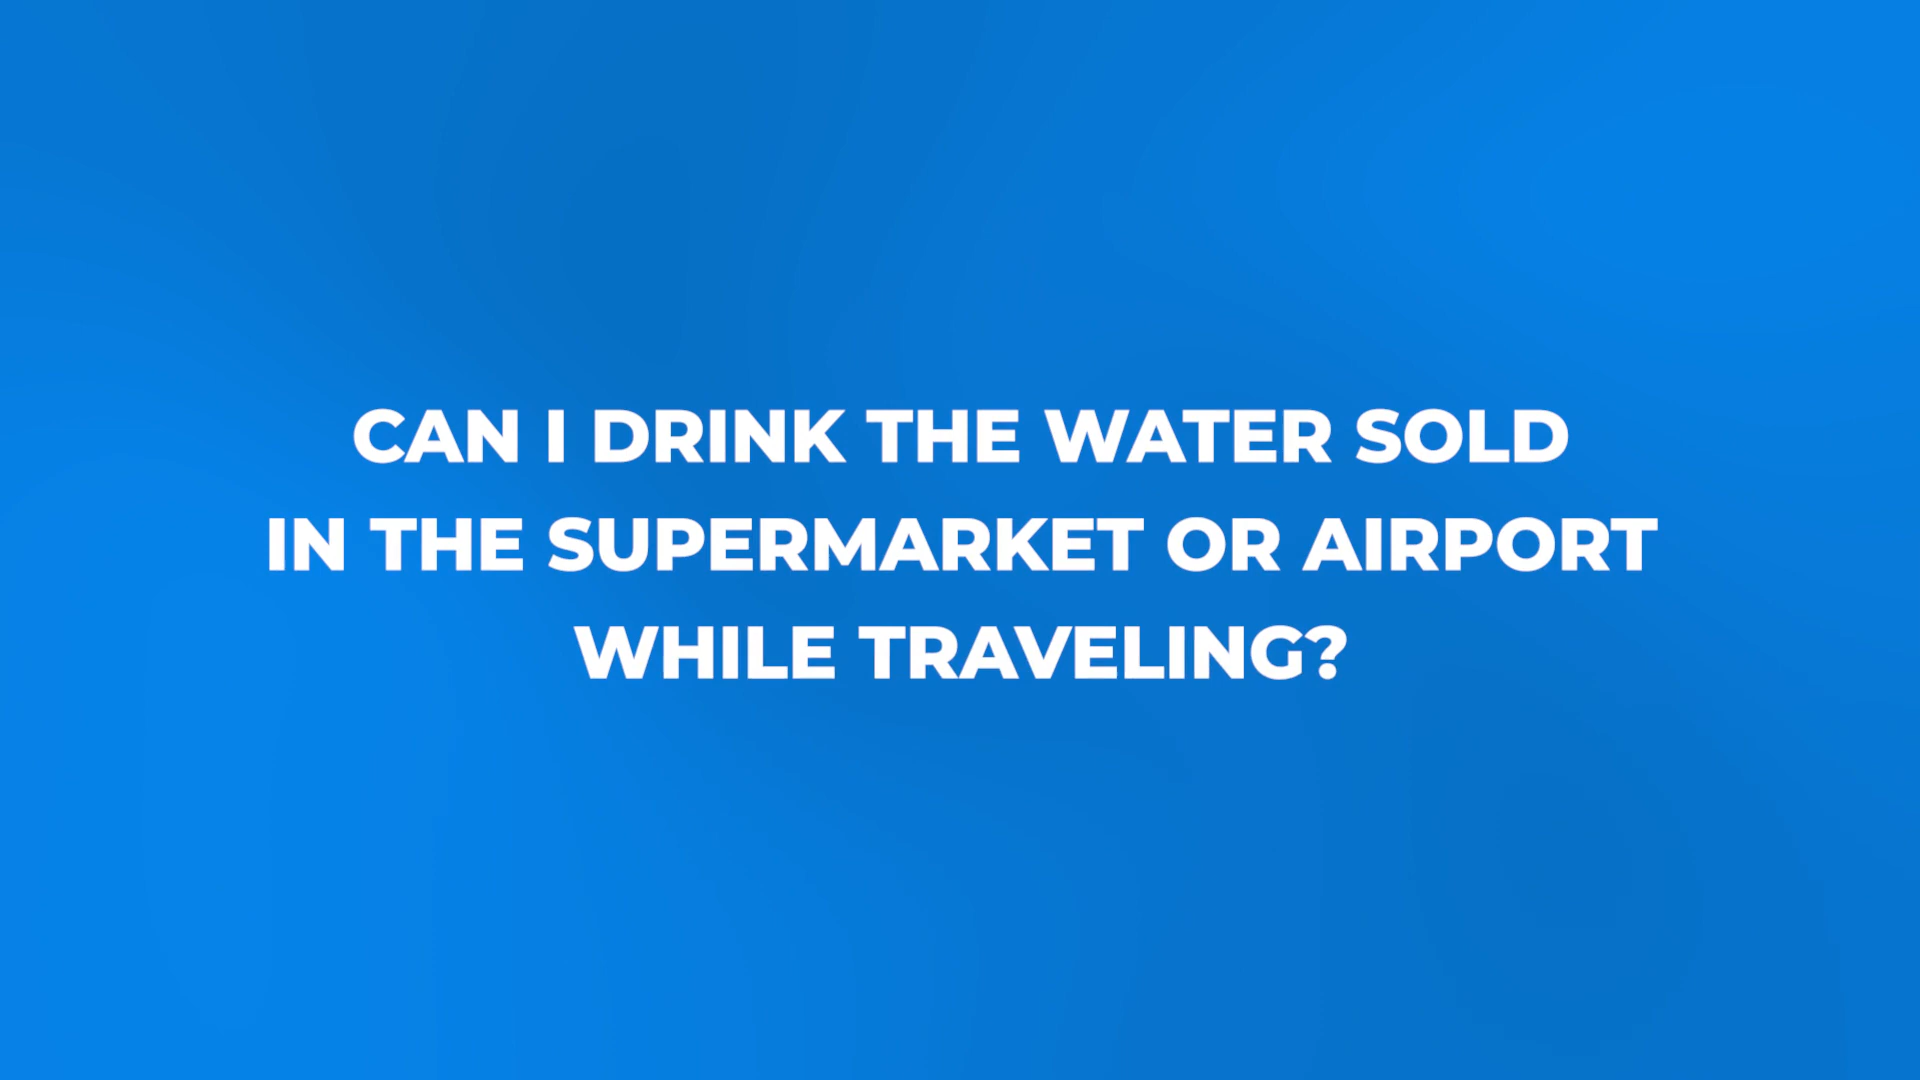 CAN I DRINK THE WATER SOLD
IN THE SUPERMARKET OR AIRPORT
WHILE TRAVELING?